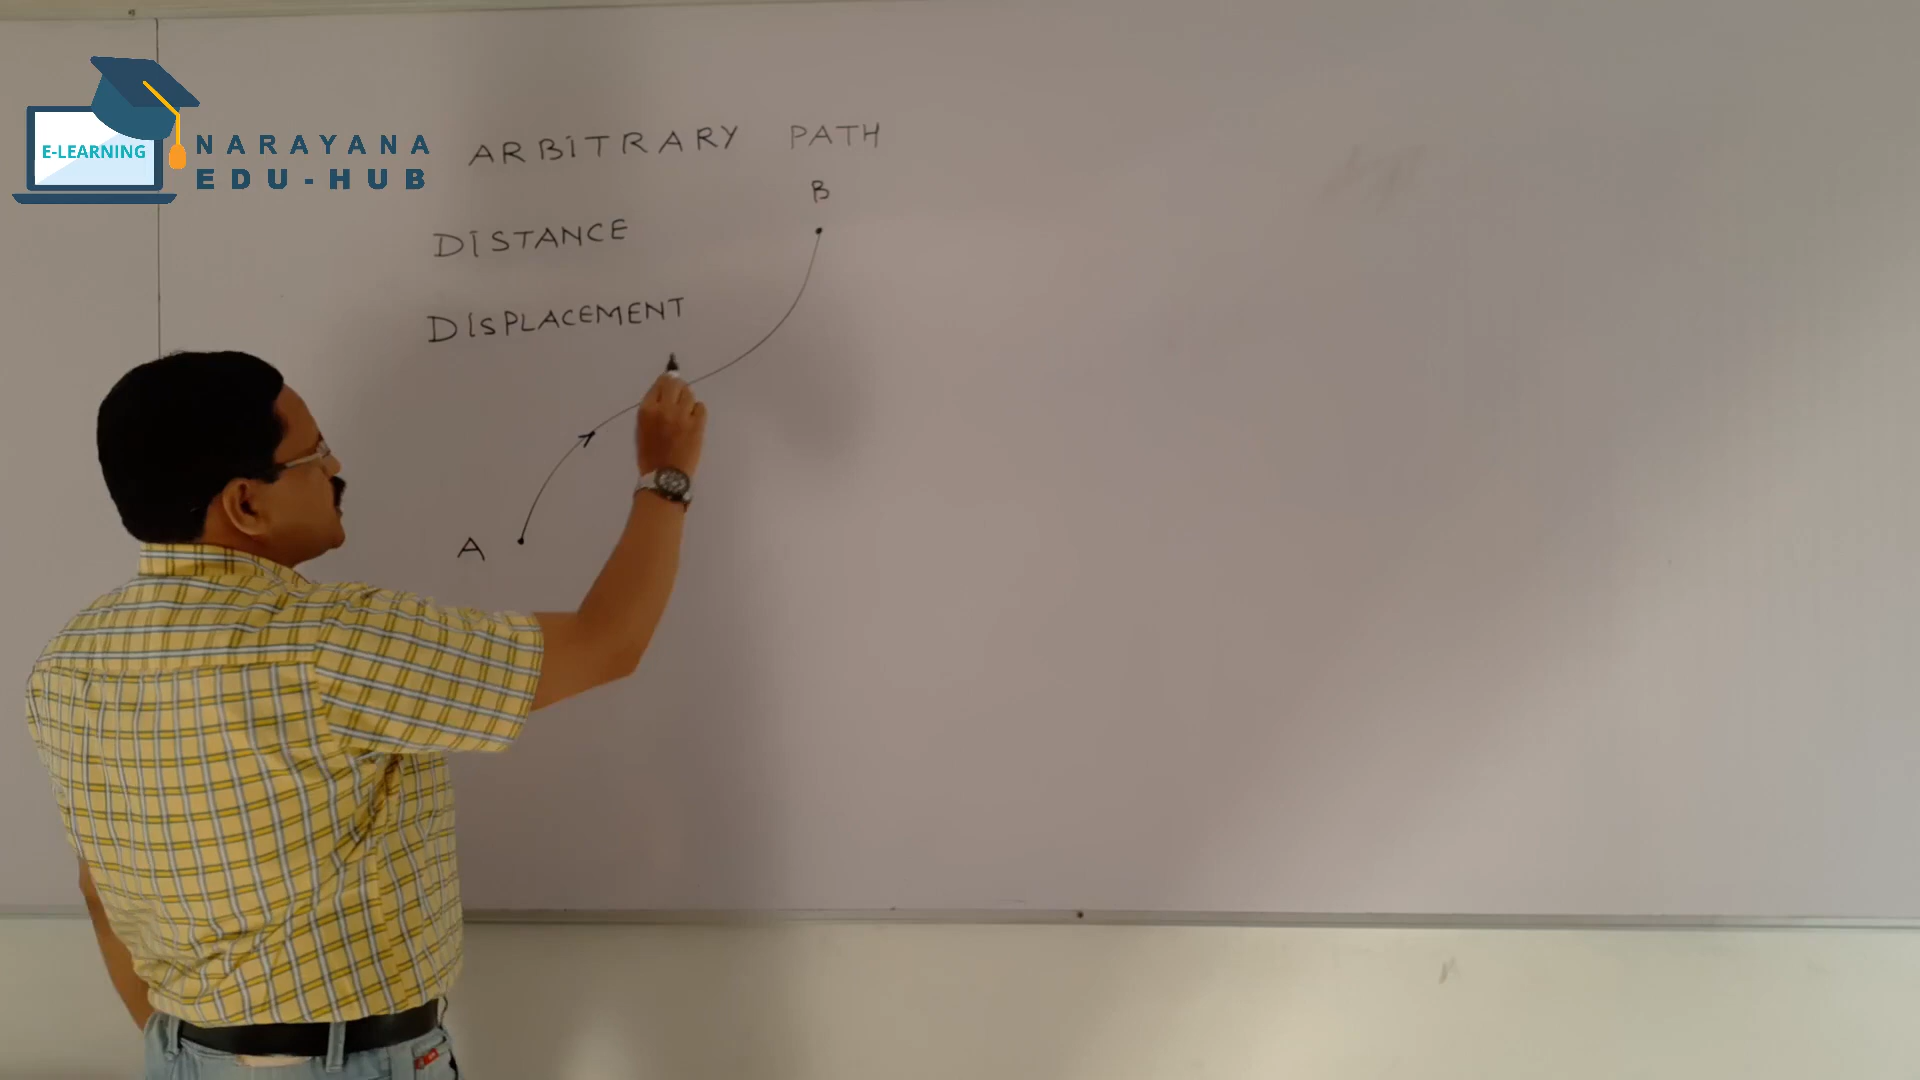 E-LEARNING
NARAYANA
EDU-HUB
ARBITRARY PATH
B
DISTANCE
DISPLACEMENT
A